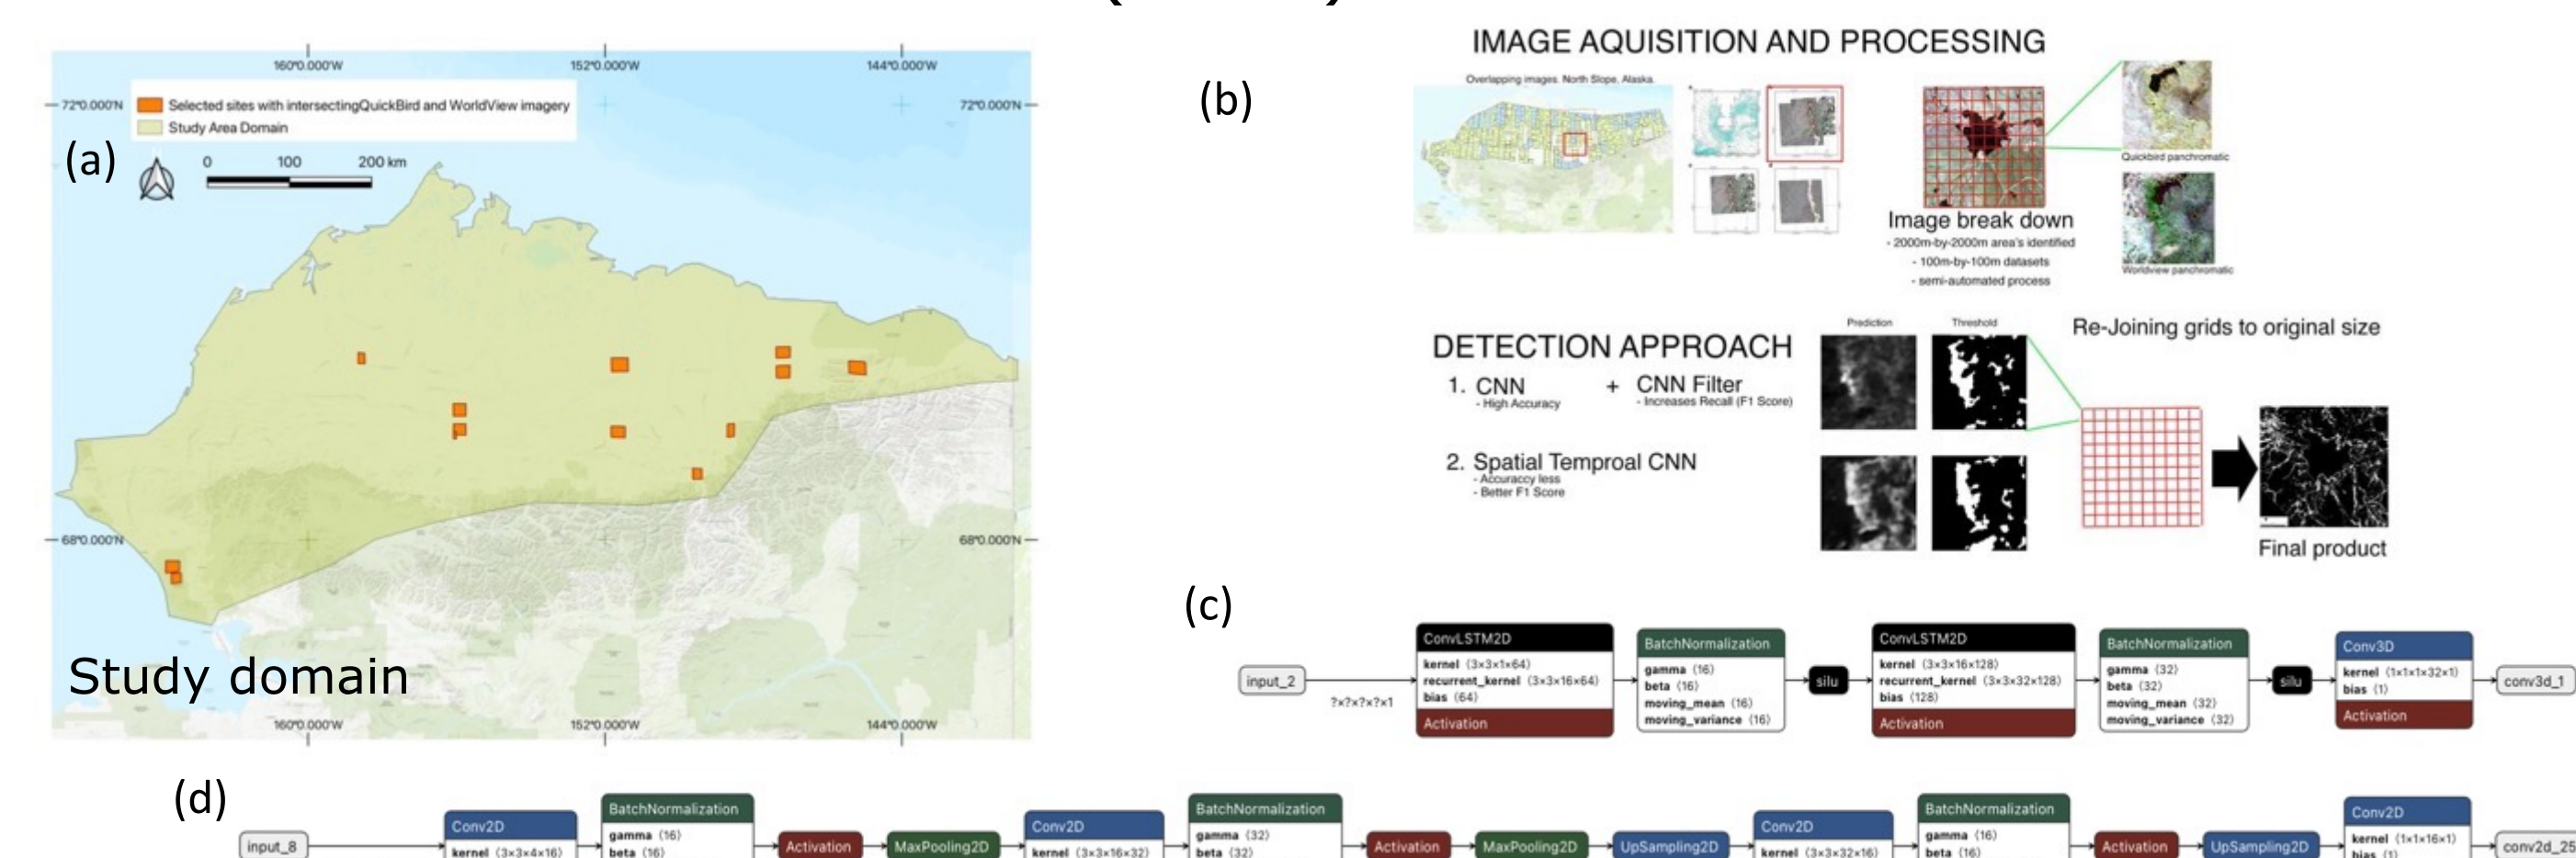 160°0.000'W 152°0.000'W 144°0.000'W
72°0.000'N 72°0.000'N
Selected sites with intersectingQuickBird and WorldView imagery
Study Area Domain
(a)
0 100 200 km
68°0.000'N 68°0.000'N
Study domain
160°0.000'W 152°0.000'W 144°0.000'W
(b)
IMAGE AQUISITION AND PROCESSING
Overlapping images. North Slope, Alaska.
Quickbird panchromatic
Worldview panchromatic
Image break down
- 2000m-by-2000m area's identified
- 100m-by-100m datasets
- semi-automated process
DETECTION APPROACH
1. CNN + CNN Filter
- High Accuracy - Increases Recall (F1 Score)
2. Spatial Temproal CNN
- Accuraccy less
- Better F1 Score
Prediction Threshold
Re-Joining grids to original size
Final product
(c)
input_2
?×?×?×?×1
ConvLSTM2D
kernel (3×3×1×64)
recurrent_kernel (3×3×16×64)
bias (64)
Activation
BatchNormalization
gamma (16)
beta (16)
moving_mean (16)
moving_variance (16)
silu
ConvLSTM2D
kernel (3×3×16×128)
recurrent_kernel (3×3×32×128)
bias (128)
Activation
BatchNormalization
gamma (32)
beta (32)
moving_mean (32)
moving_variance (32)
silu
Conv3D
kernel (1×1×1×32×1)
bias (1)
Activation
conv3d_1
(d)
input_8
Conv2D
kernel (3×3×4×16)
BatchNormalization
gamma (16)
beta (16)
Activation
MaxPooling2D
Conv2D
kernel (3×3×16×32)
BatchNormalization
gamma (32)
beta (32)
Activation
MaxPooling2D
UpSampling2D
Conv2D
kernel (3×3×32×16)
BatchNormalization
gamma (16)
beta (16)
Activation
UpSampling2D
Conv2D
kernel (1×1×16×1)
bias (1)